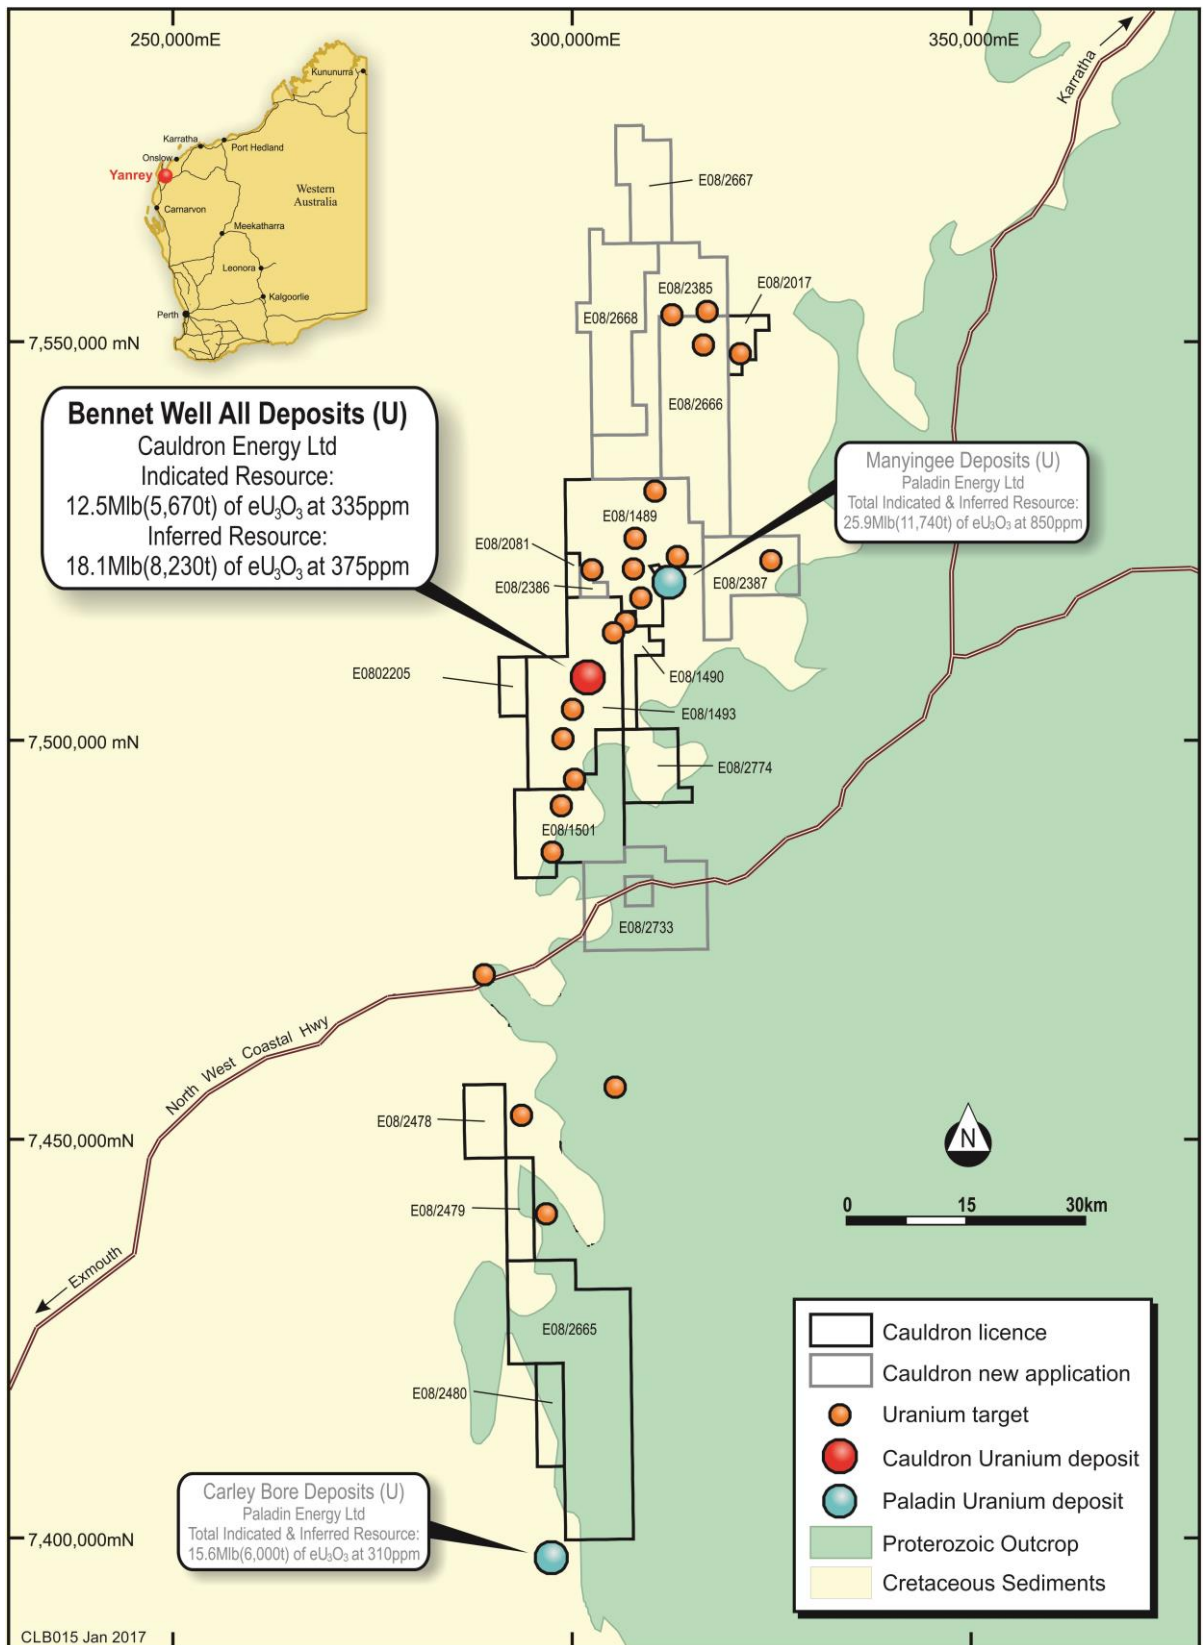 250,000mE
300,000mE
350,000mE
Karratha
Kununurra
Karratha
Port Hedland
Onslow
Yanrey
Western
Australia
Carnarvon
Meekatharra
Leonora
Kalgoorlie
Perth
E08/2667
E08/2385
E08/2017
E08/2668
7,550,000 mN
E08/2666
Bennet Well All Deposits (U)
Cauldron Energy Ltd
Indicated Resource:
12.5Mlb(5,670t) of eU₃O₃ at 335ppm
Inferred Resource:
18.1Mlb(8,230t) of eU₃O₃ at 375ppm
Manyingee Deposits (U)
Paladin Energy Ltd
Total Indicated & Inferred Resource:
25.9Mlb(11,740t) of eU₃O₃ at 850ppm
E08/1489
E08/2081
E08/2386
E08/2387
E0802205
E08/1490
E08/1493
7,500,000 mN
E08/2774
E08/1501
E08/2733
North West Coastal Hwy
E08/2478
7,450,000mN
N
E08/2479
0 15 30km
Exmouth
E08/2665
E08/2480
Carley Bore Deposits (U)
Paladin Energy Ltd
Total Indicated & Inferred Resource:
15.6Mlb(6,000t) of eU₃O₃ at 310ppm
7,400,000mN
Cauldron licence
Cauldron new application
Uranium target
Cauldron Uranium deposit
Paladin Uranium deposit
Proterozoic Outcrop
Cretaceous Sediments
CLB015 Jan 2017